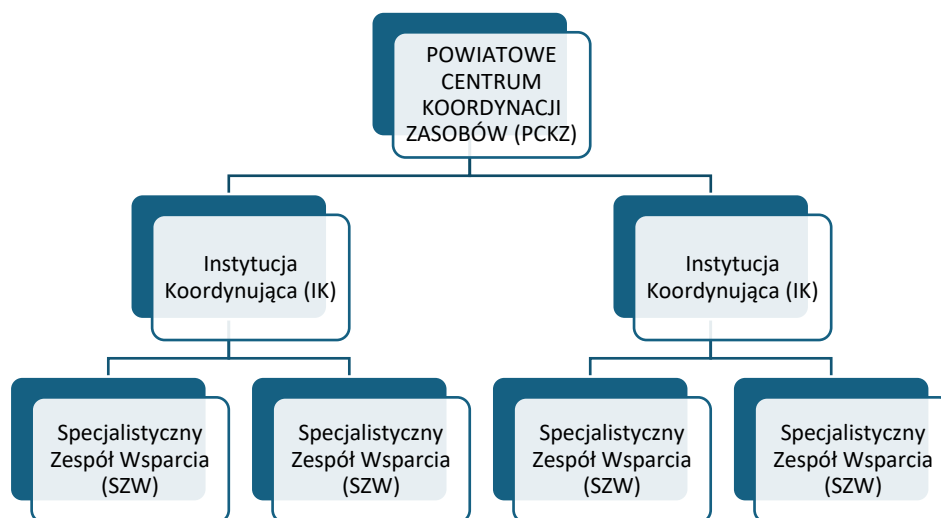 POWIATOWE
CENTRUM
KOORDYNACJI
ZASOBÓW (PCKZ)
Instytucja
Koordynująca (IK)
Instytucja
Koordynująca (IK)
Specjalistyczny
Zespół Wsparcia
(SZW)
Specjalistyczny
Zespół Wsparcia
(SZW)
Specjalistyczny
Zespół Wsparcia
(SZW)
Specjalistyczny
Zespół Wsparcia
(SZW)